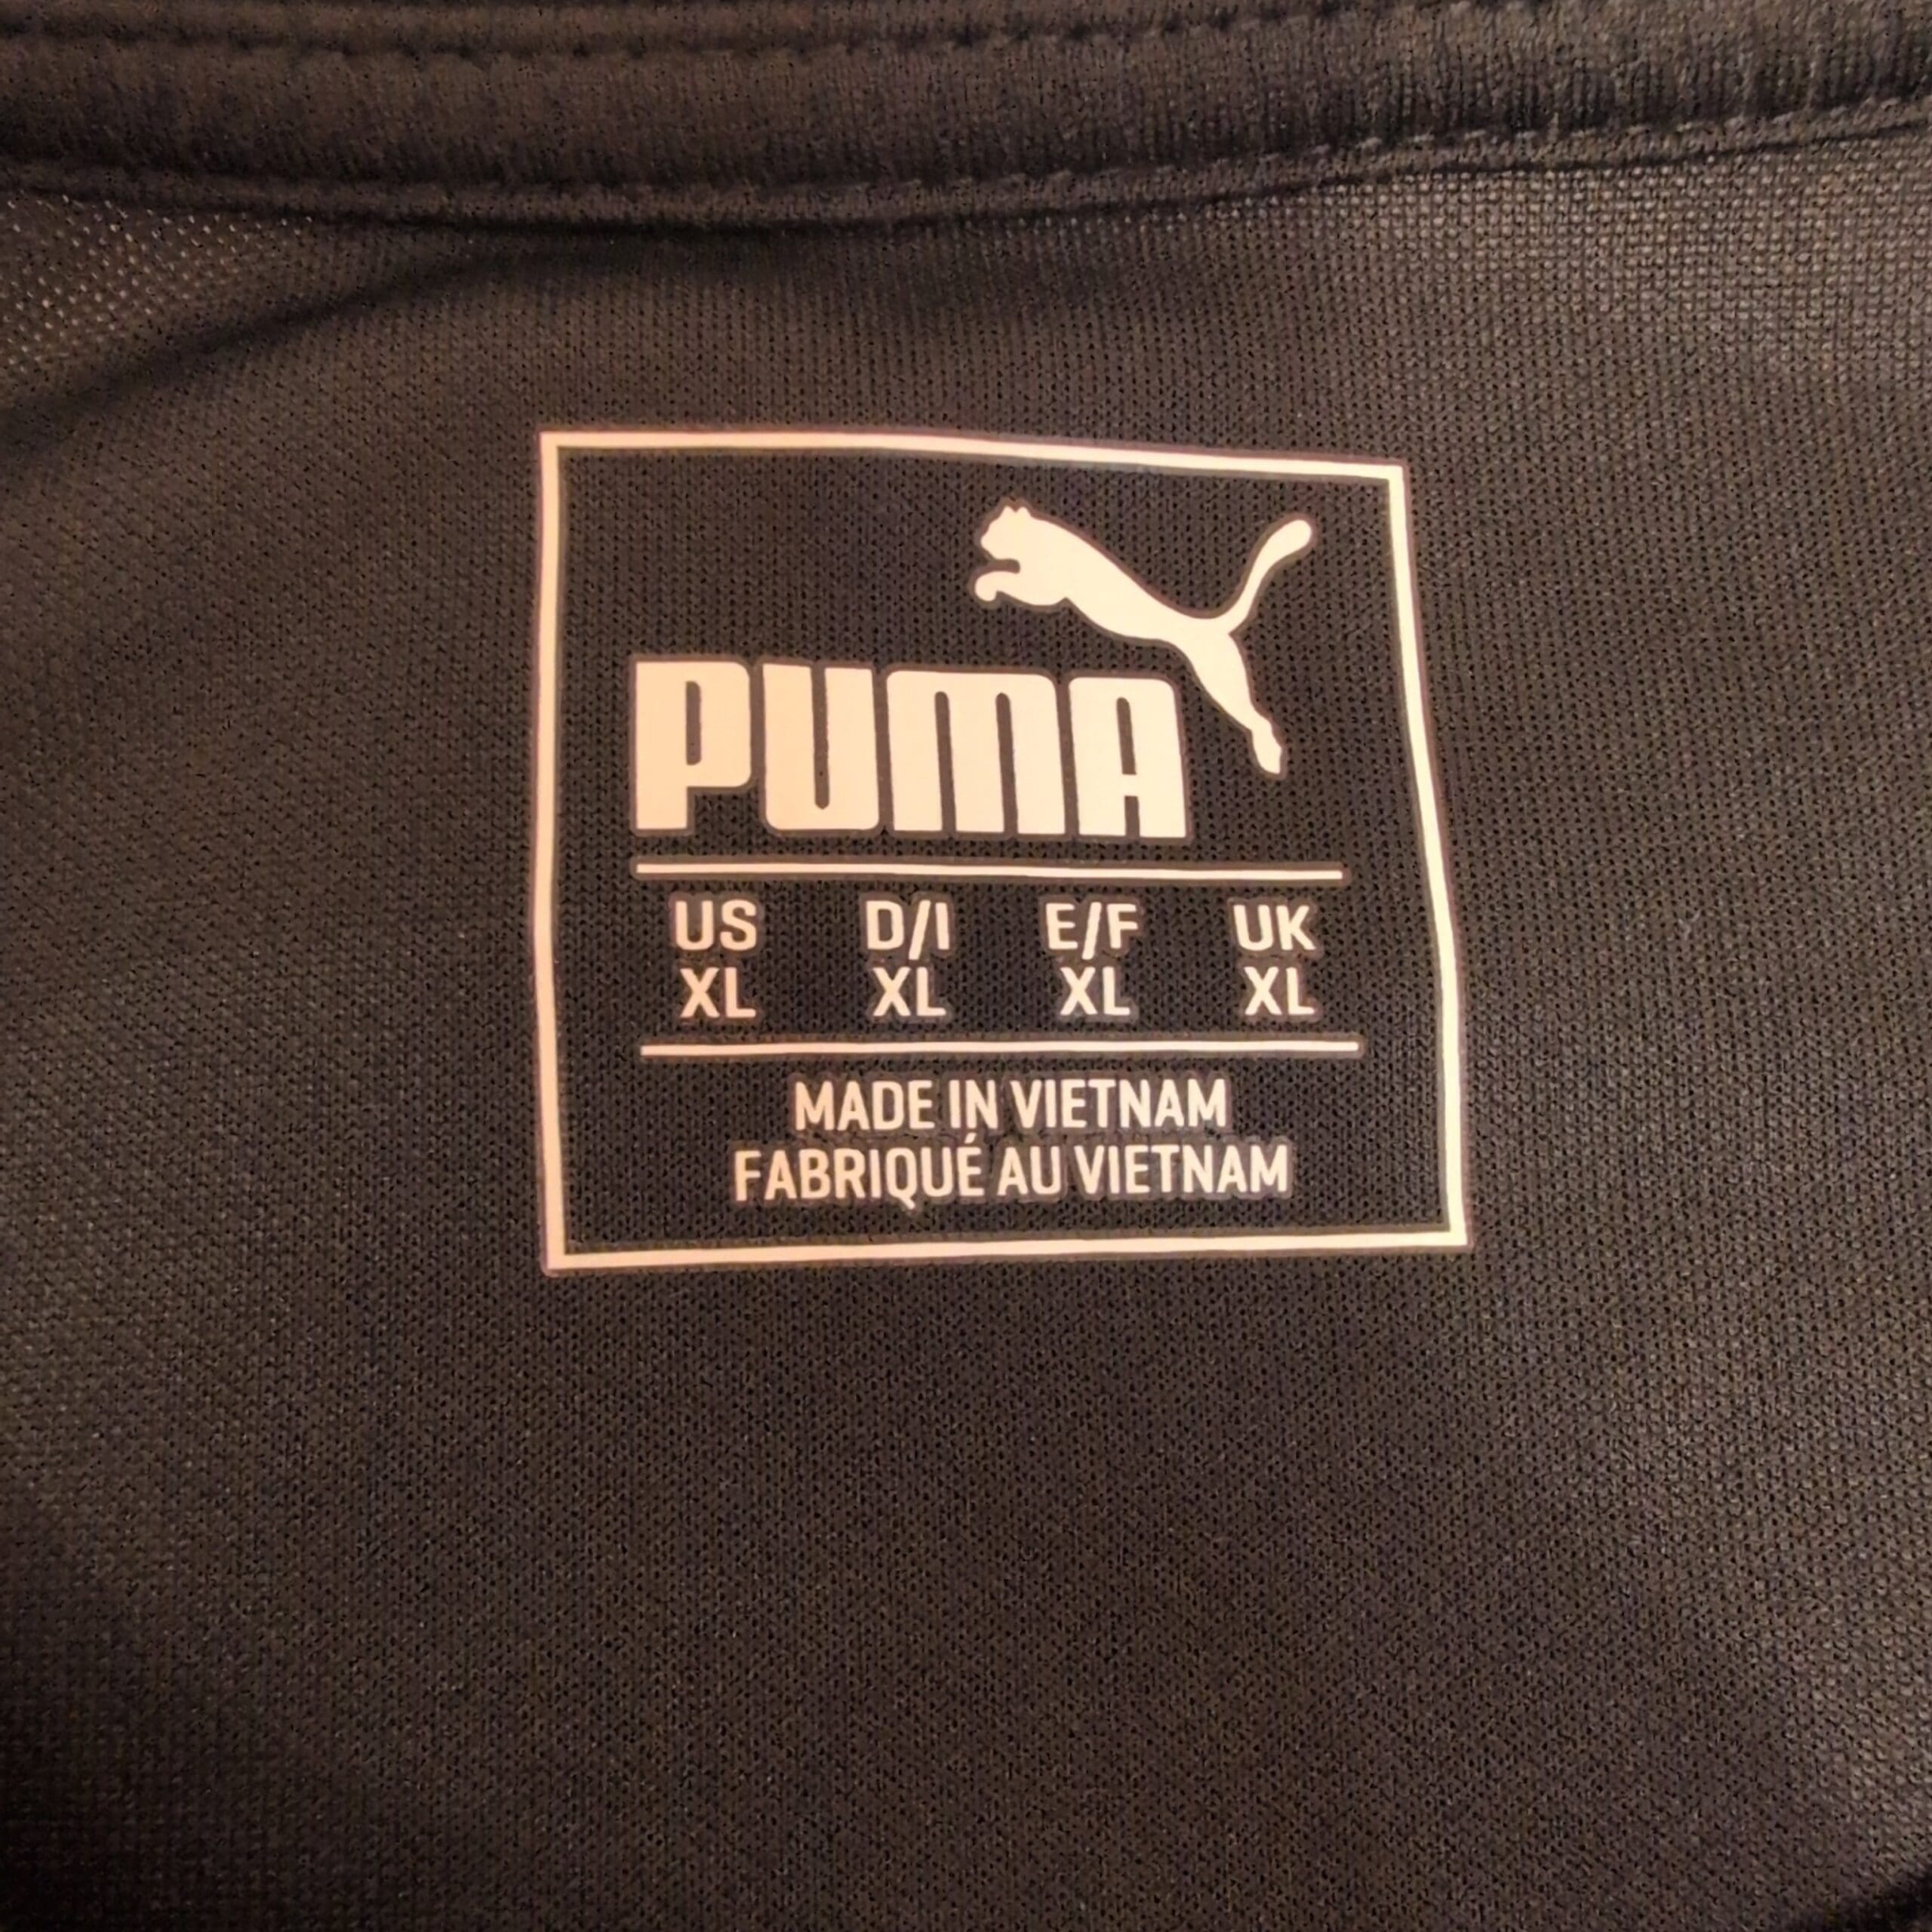 PUMA
US D/I E/F UK
XL XL XL XL
MADE IN VIETNAM
FABRIQUÉ AU VIETNAM